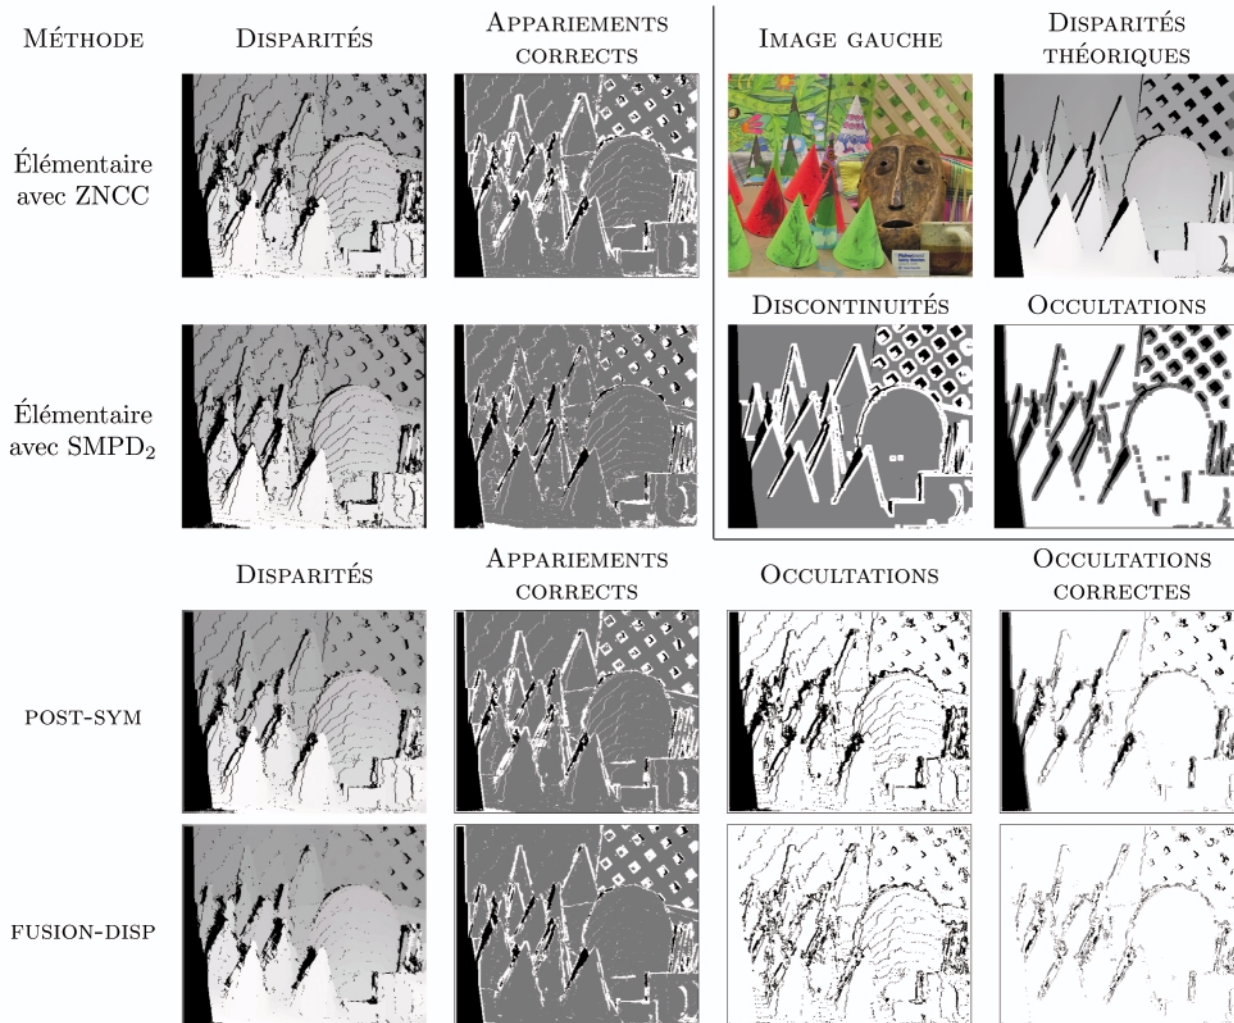 MÉTHODE
DISPARITÉS
APPARIEMENTS
CORRECTS
IMAGE GAUCHE
DISPARITÉS
THÉORIQUES
Élémentaire
avec ZNCC
DISCONTINUITÉS
OCCULTATIONS
Élémentaire
avec SMPD₂
DISPARITÉS
APPARIEMENTS
CORRECTS
OCCULTATIONS
OCCULTATIONS
CORRECTES
POST-SYM
FUSION-DISP